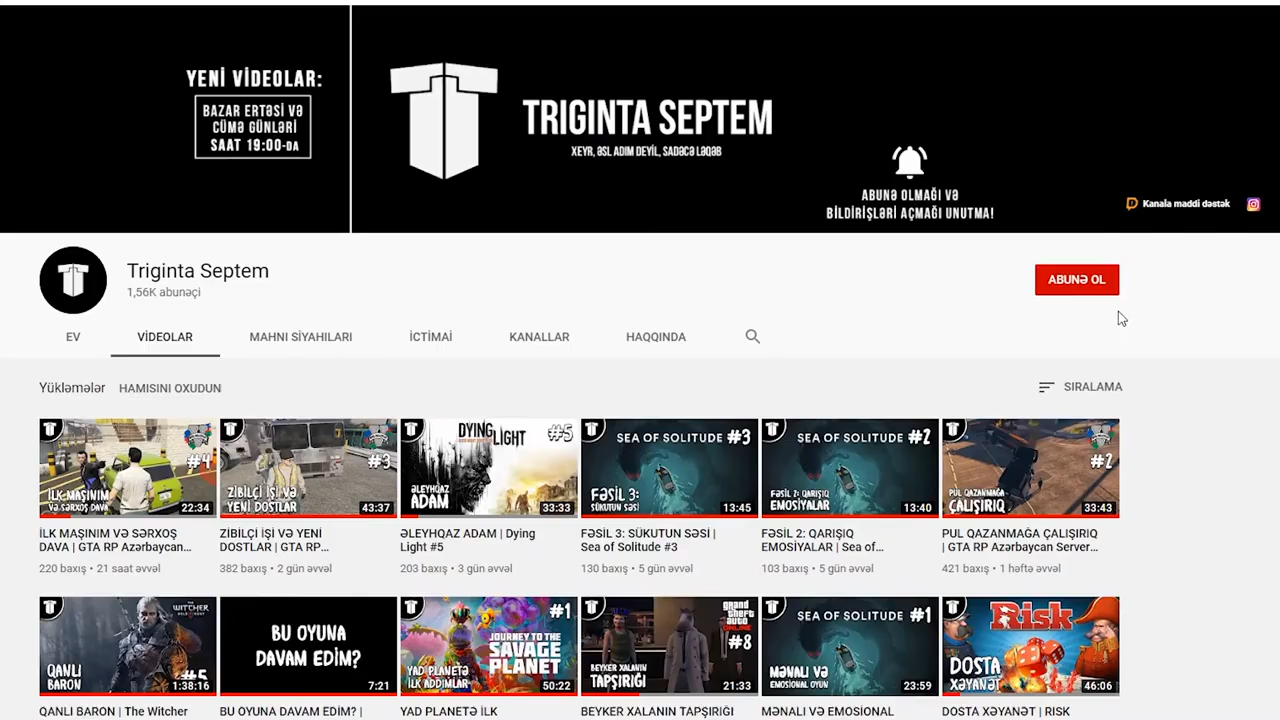 YENİ VİDEOLAR:
BAZAR ERTƏSİ VƏ
CÜMƏ GÜNLƏRİ
SAAT 19:00-DA
TRIGINTA SEPTEM
XEYR, ƏSL ADIM DEYİL, SADƏCƏ LƏQƏB
ABUNƏ OLMAĞI VƏ
BİLDİRİŞLƏRİ AÇMAĞI UNUTMA!
Kanala maddi dəstək
Triginta Septem
1,56K abunəçi
ABUNƏ OL
EV VİDEOLAR MAHNI SİYAHILARI İCTİMAİ KANALLAR HAQQINDA
Yükləmələr HAMISINI OXUDUN
SIRALAMA
#4
İLK MAŞINIM
VƏ SƏRXOŞ DAVA
22:34
#3
ZİBİLÇİ İŞİ VƏ
YENİ DOSTLAR
43:37
DYING LIGHT #5
ƏLEYHQAZ
ADAM
33:33
SEA OF SOLITUDE #3
FƏSİL 3:
SÜKUTUN SƏSİ
13:45
SEA OF SOLITUDE #2
FƏSİL 2: QARIŞIQ
EMOSİYALAR
13:40
#2
PUL QAZANMAĞA
ÇALIŞIRIQ
33:43
İLK MAŞINIM VƏ SƏRXOŞ
DAVA | GTA RP Azərbaycan...
220 baxış • 21 saat əvvəl
ZİBİLÇİ İŞİ VƏ YENİ
DOSTLAR | GTA RP...
382 baxış • 2 gün əvvəl
ƏLEYHQAZ ADAM | Dying
Light #5
203 baxış • 3 gün əvvəl
FƏSİL 3: SÜKUTUN SƏSİ |
Sea of Solitude #3
130 baxış • 5 gün əvvəl
FƏSİL 2: QARIŞIQ
EMOSİYALAR | Sea of...
103 baxış • 5 gün əvvəl
PUL QAZANMAĞA ÇALIŞIRIQ
| GTA RP Azərbaycan Server...
421 baxış • 1 həftə əvvəl
THE WITCHER
QANLI
BARON
#5
1:38:16
BU OYUNA
DAVAM EDİM?
7:21
#1
JOURNEY TO THE
SAVAGE
PLANET
YAD PLANETƏ
İLK ADDIMLAR
50:22
grand
theft
auto
ONLINE
#8
BEYKER XALANIN
TAPŞIRIĞI
21:33
SEA OF SOLITUDE #1
MƏNALI VƏ
EMOSIONAL OYUN
23:59
Risk
DOSTA
XƏYANƏT
46:06
QANLI BARON | The Witcher
BU OYUNA DAVAM EDİM? |
YAD PLANETƏ İLK
BEYKER XALANIN TAPŞIRIĞI
MƏNALI VƏ EMOSIONAL
DOSTA XƏYANƏT | RISK